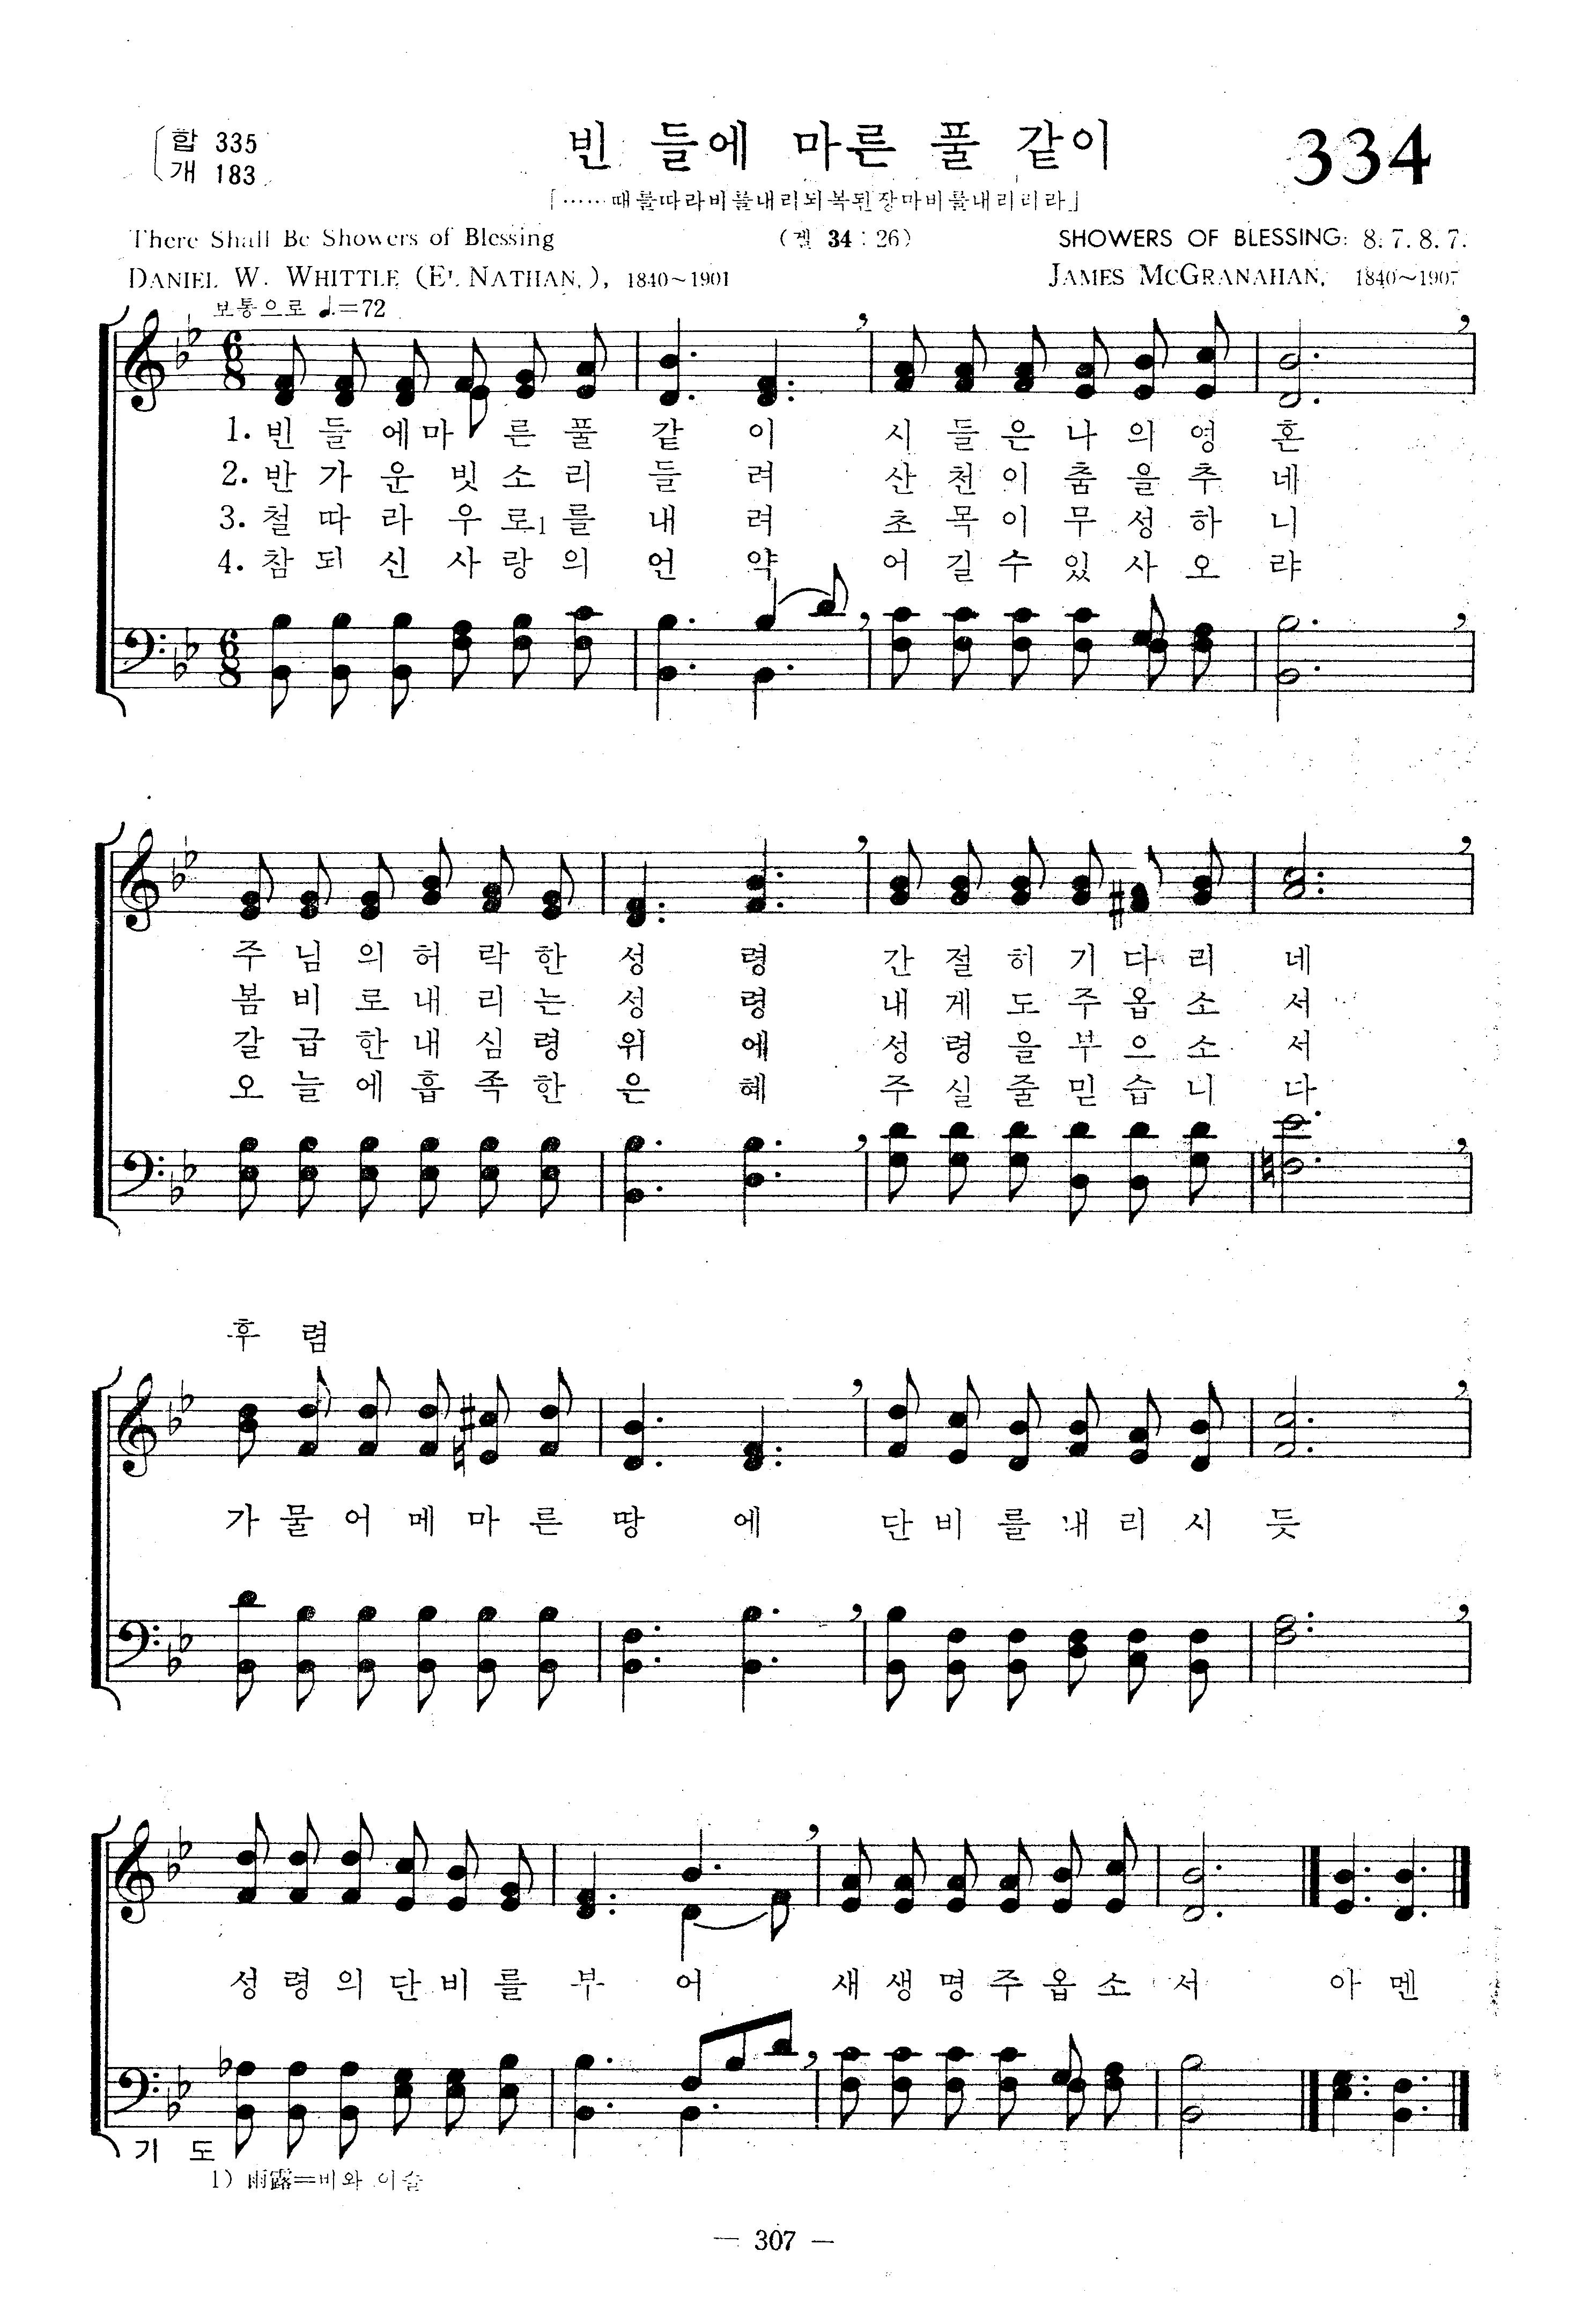 합 335
개 183
빈 들에 마른 풀 같이
334
「……때를따라비를내리되복된장마비를내리리라」
There Shall Be Showers of Blessing
(겔 34 : 26)
SHOWERS OF BLESSING: 8. 7. 8. 7.
DANIEL W. WHITTLE (EL NATHAN,), 1840~1901
JAMES MCGRANAHAN, 1840~1907
보통으로 ♩.=72
6 8
1. 빈 들 에 마 른 풀 같 이 시 들 은 나 의 영 혼
2. 반 가 운 빗 소 리 들 려 산 천 이 춤 을 추 네
3. 철 따 라 우 로1 를 내 려 초 목 이 무 성 하 니
4. 참 되 신 사 랑 의 언 약 어 길 수 있 사 오 랴
6 8
주 님 의 허 락 한 성 령 간 절 히 기 다 리 네
봄 비 로 내 리 는 성 령 내 게 도 주 옵 소 서
갈 급 한 내 심 령 위 에 성 령 을 부 으 소 서
오 늘 에 흡 족 한 은 혜 주 실 줄 믿 습 니 다
후 렴
가 물 어 메 마 른 땅 에 단 비 를 내 리 시 듯
성 령 의 단 비 를 부 어 새 생 명 주 옵 소 서 아 멘
기 도
1) 雨露=비와 이슬
— 307 —